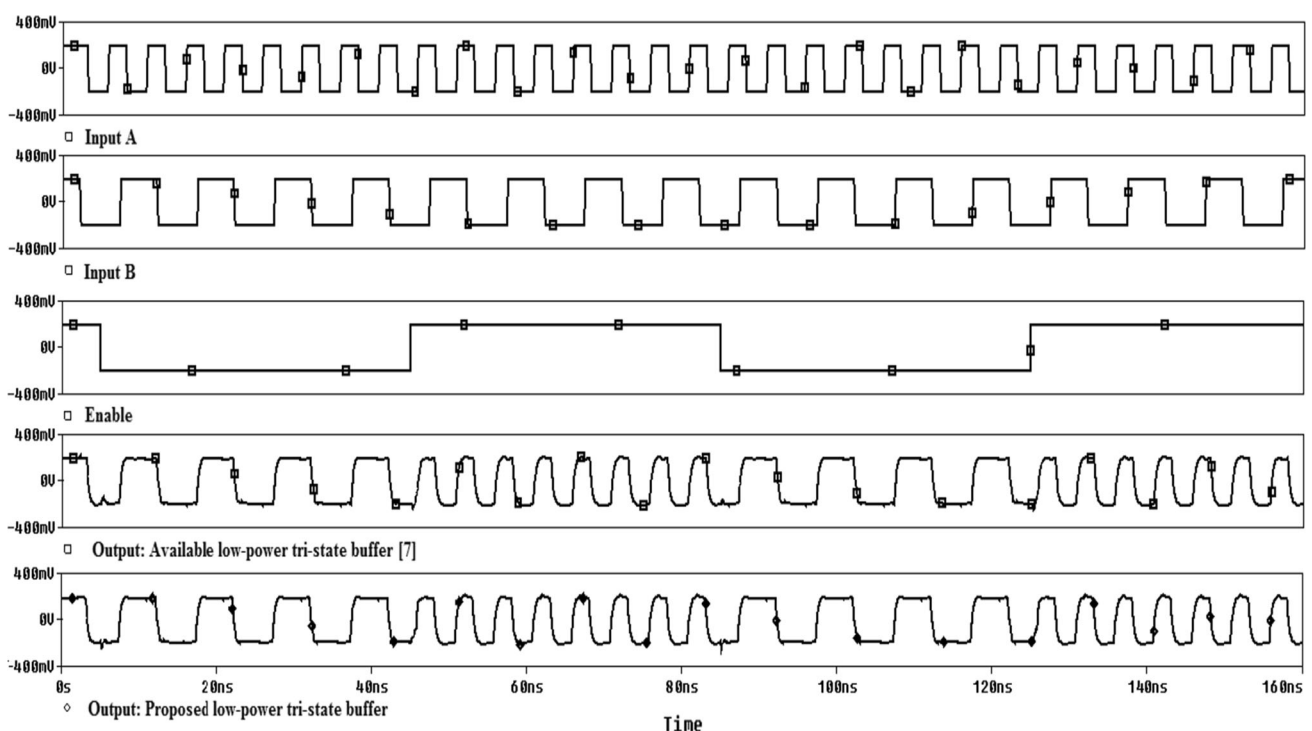 400mV
0V
-400mV
Input A
400mV
0V
-400mV
Input B
400mV
0V
-400mV
Enable
400mV
0V
-400mV
Output: Available low-power tri-state buffer [7]
400mV
0V
-400mV
0s 20ns 40ns 60ns 80ns 100ns 120ns 140ns 160ns
Output: Proposed low-power tri-state buffer
Time